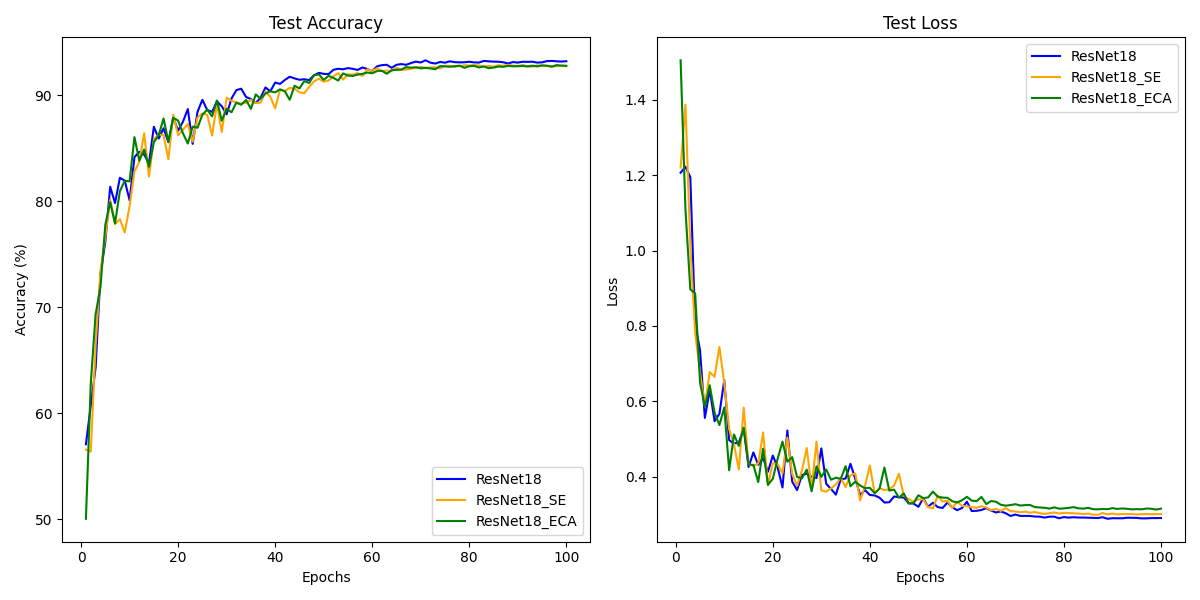 Test Accuracy
Accuracy (%)
90
80
70
60
50
0
20
40
60
80
100
Epochs
ResNet18
ResNet18_SE
ResNet18_ECA
Test Loss
Loss
1.4
1.2
1.0
0.8
0.6
0.4
0
20
40
60
80
100
Epochs
ResNet18
ResNet18_SE
ResNet18_ECA